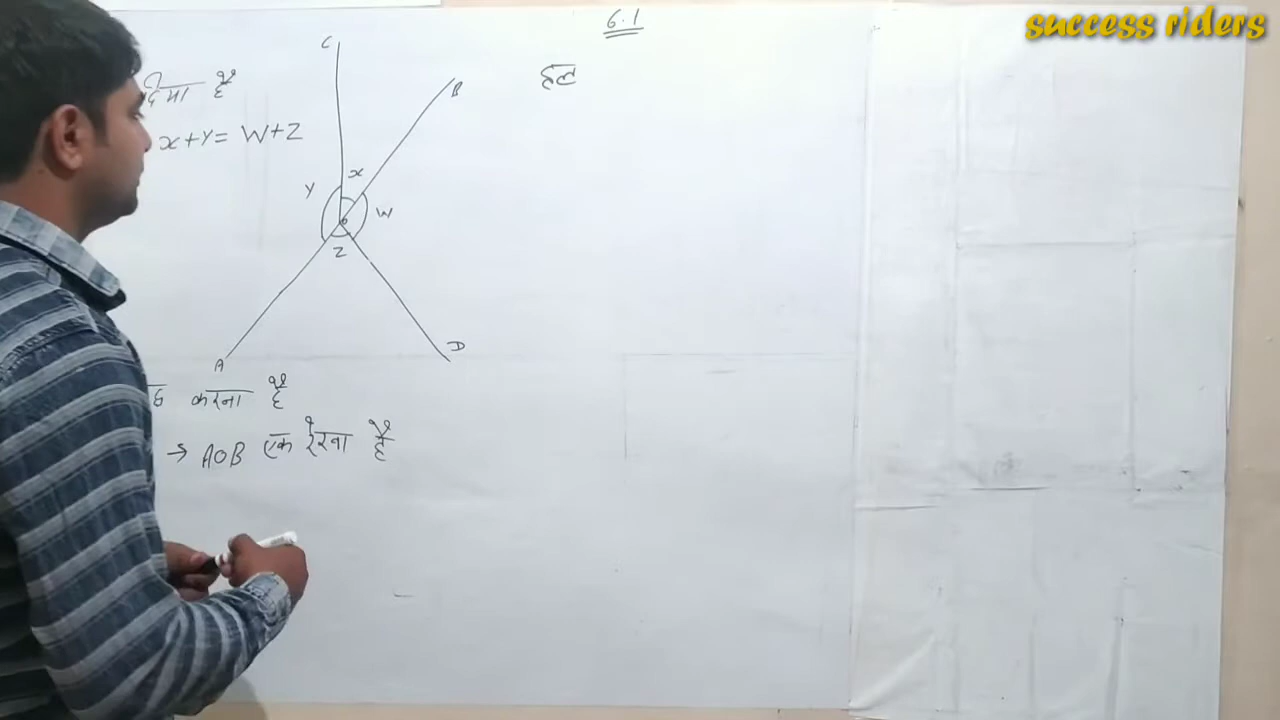 success riders
6.1
दिया है
x+Y= W+Z
C
B
Y
x
W
O
Z
A
D
करना है
→ AOB एक रेखा है
हल